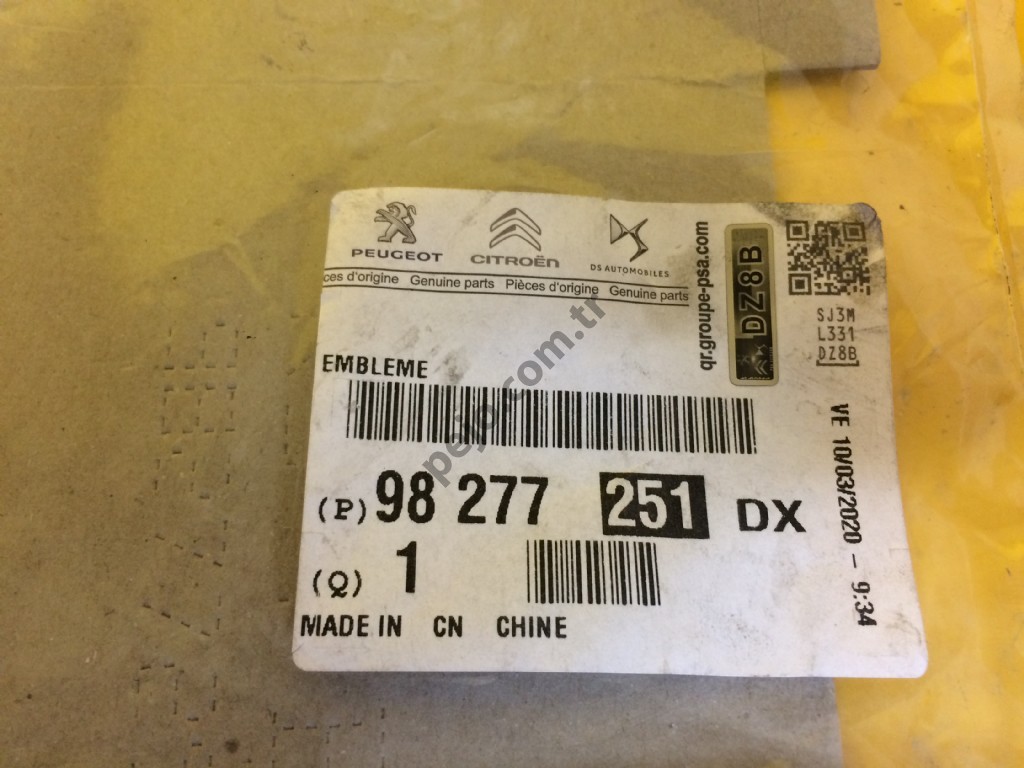 PEUGEOT CITROËN DS AUTOMOBILES
ces d'origine Genuine parts Pièces d'origine Genuine parts
qr.groupe-psa.com
DZ8B
SJ3M
L331
DZ8B
EMBLEME
(P) 98 277 251 DX
(Q) 1
MADE IN CN CHINE
VE 10/03/2020 - 9:34
pejo.com.tr